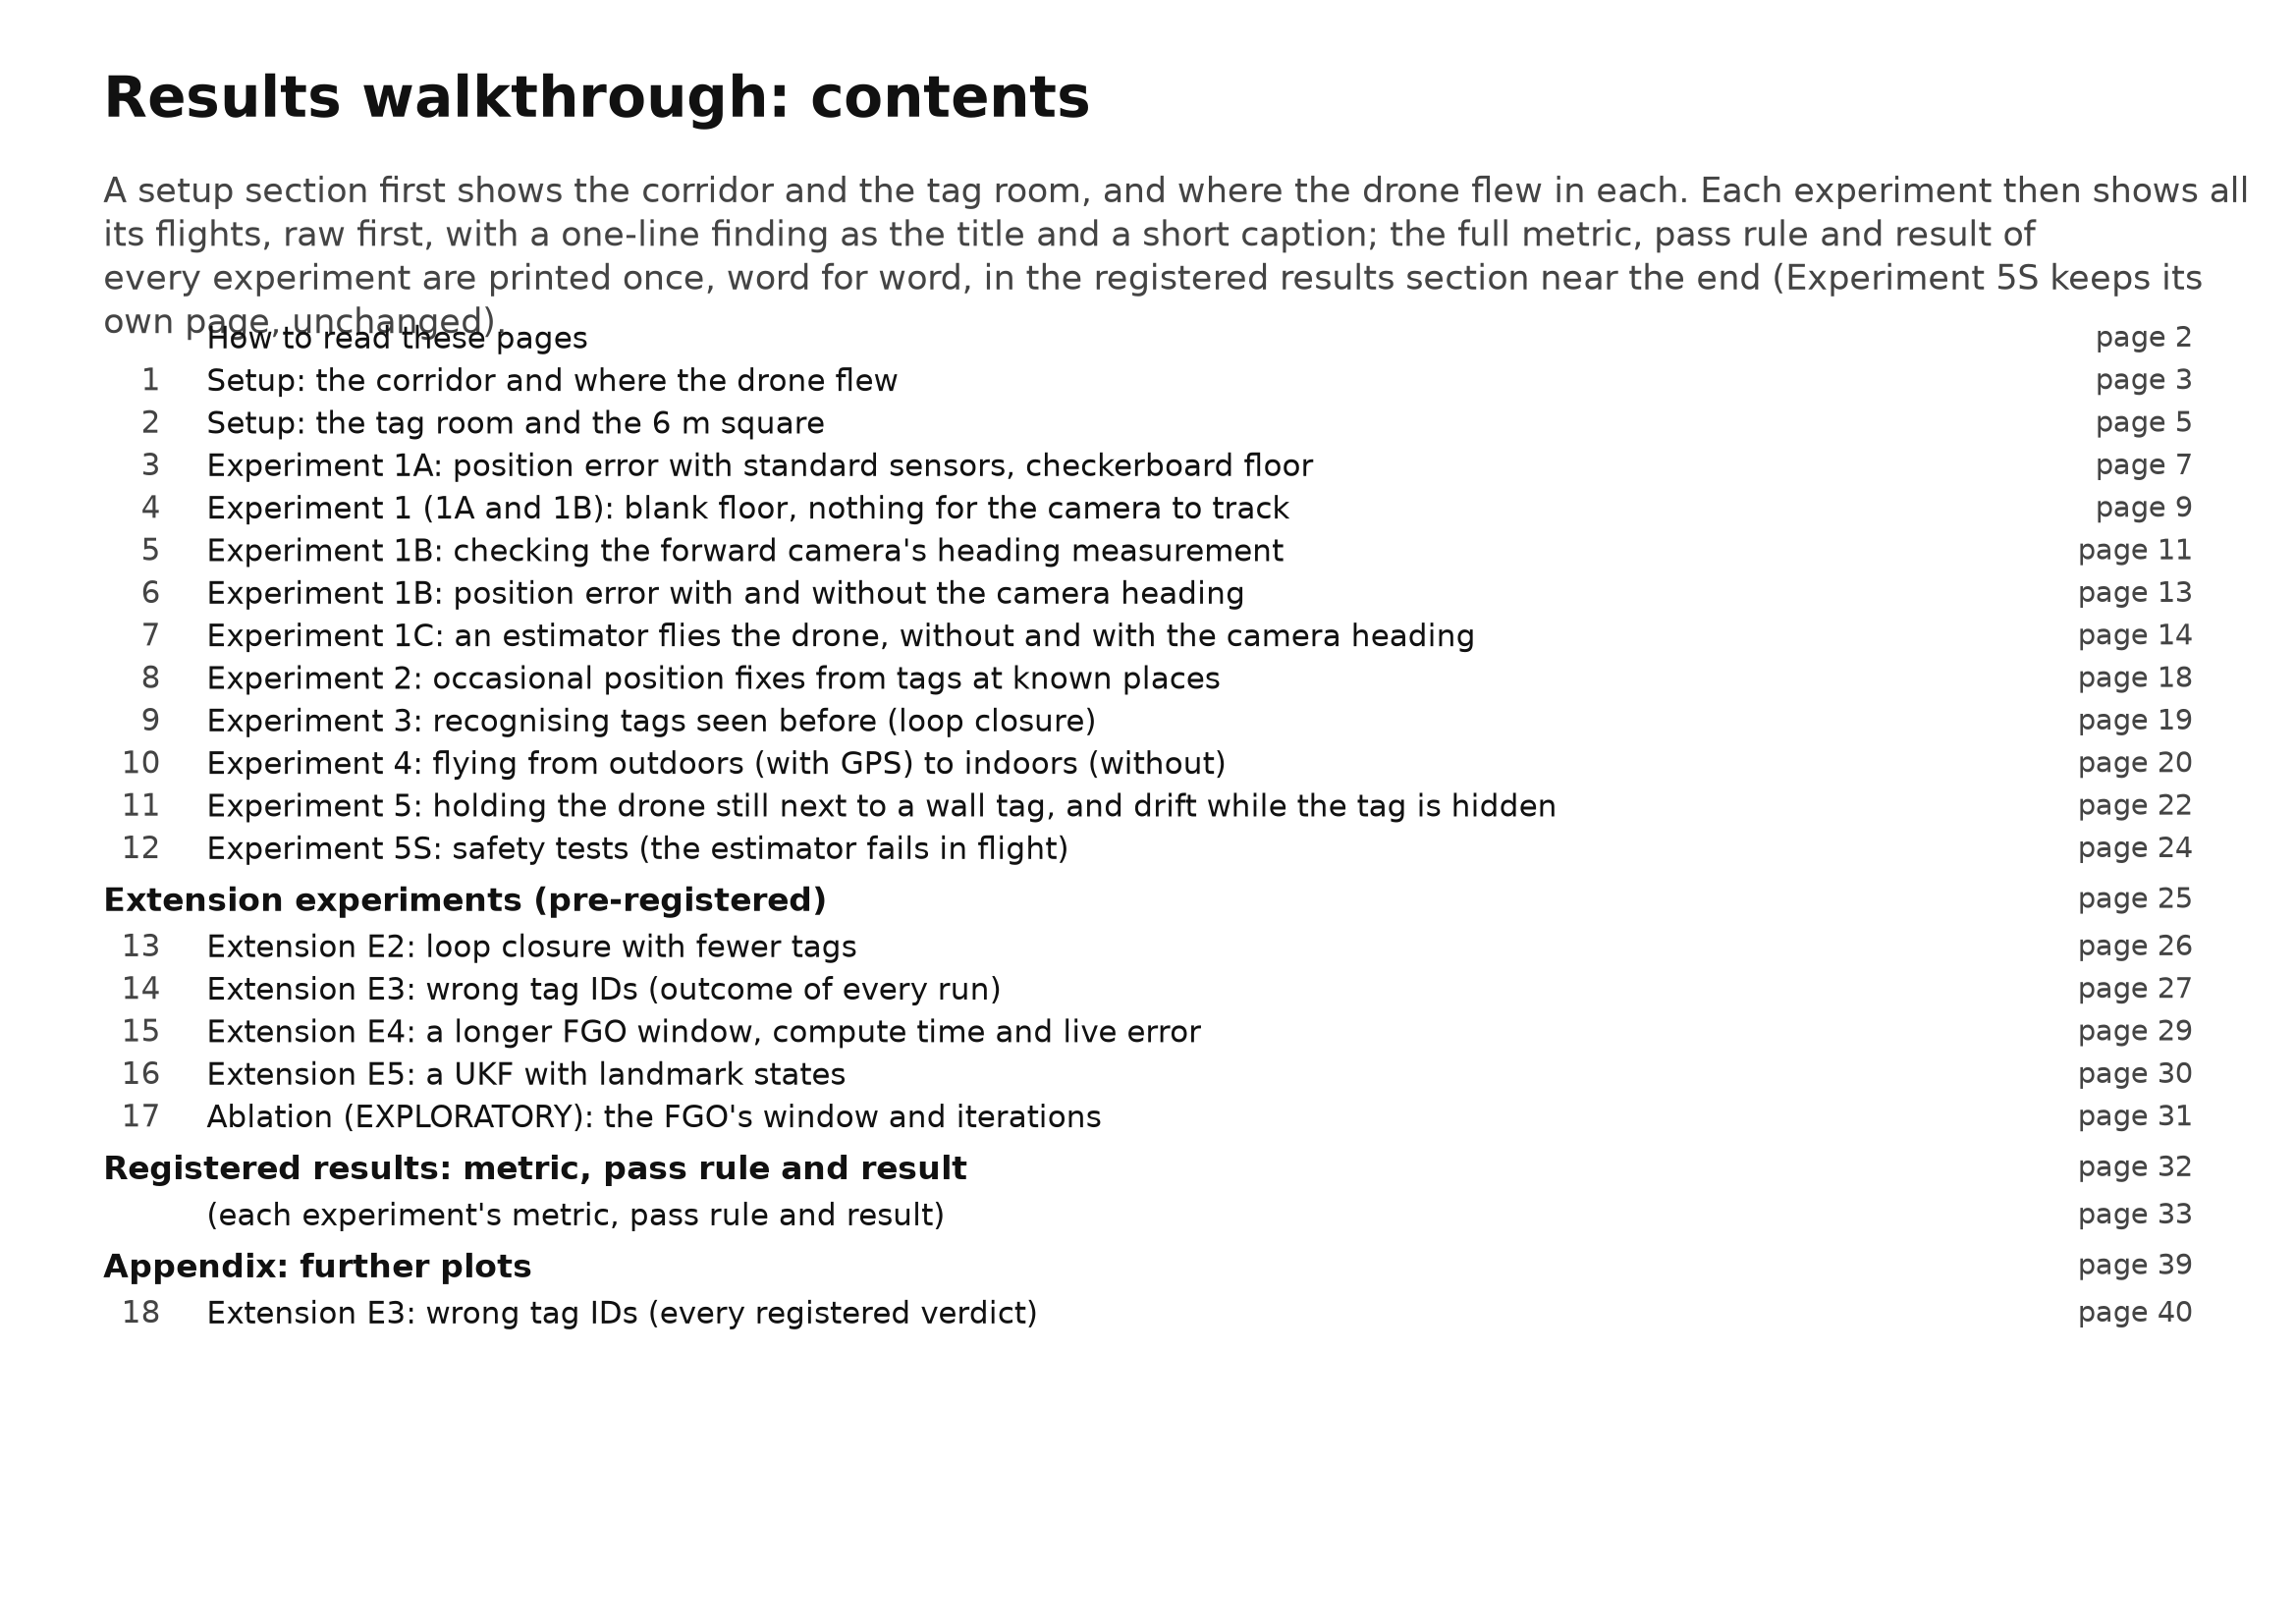 Results walkthrough: contents
A setup section first shows the corridor and the tag room, and where the drone flew in each. Each experiment then shows all
its flights, raw first, with a one-line finding as the title and a short caption; the full metric, pass rule and result of
every experiment are printed once, word for word, in the registered results section near the end (Experiment 5S keeps its
own page, unchanged).
How to read these pages page 2
1 Setup: the corridor and where the drone flew page 3
2 Setup: the tag room and the 6 m square page 5
3 Experiment 1A: position error with standard sensors, checkerboard floor page 7
4 Experiment 1 (1A and 1B): blank floor, nothing for the camera to track page 9
5 Experiment 1B: checking the forward camera's heading measurement page 11
6 Experiment 1B: position error with and without the camera heading page 13
7 Experiment 1C: an estimator flies the drone, without and with the camera heading page 14
8 Experiment 2: occasional position fixes from tags at known places page 18
9 Experiment 3: recognising tags seen before (loop closure) page 19
10 Experiment 4: flying from outdoors (with GPS) to indoors (without) page 20
11 Experiment 5: holding the drone still next to a wall tag, and drift while the tag is hidden page 22
12 Experiment 5S: safety tests (the estimator fails in flight) page 24
Extension experiments (pre-registered) page 25
13 Extension E2: loop closure with fewer tags page 26
14 Extension E3: wrong tag IDs (outcome of every run) page 27
15 Extension E4: a longer FGO window, compute time and live error page 29
16 Extension E5: a UKF with landmark states page 30
17 Ablation (EXPLORATORY): the FGO's window and iterations page 31
Registered results: metric, pass rule and result page 32
(each experiment's metric, pass rule and result) page 33
Appendix: further plots page 39
18 Extension E3: wrong tag IDs (every registered verdict) page 40